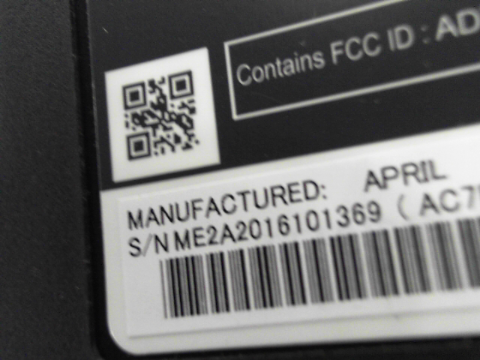 Contains FCC ID : AD
MANUFACTURED: APRIL
S/N ME2A2016101369 ( AC7